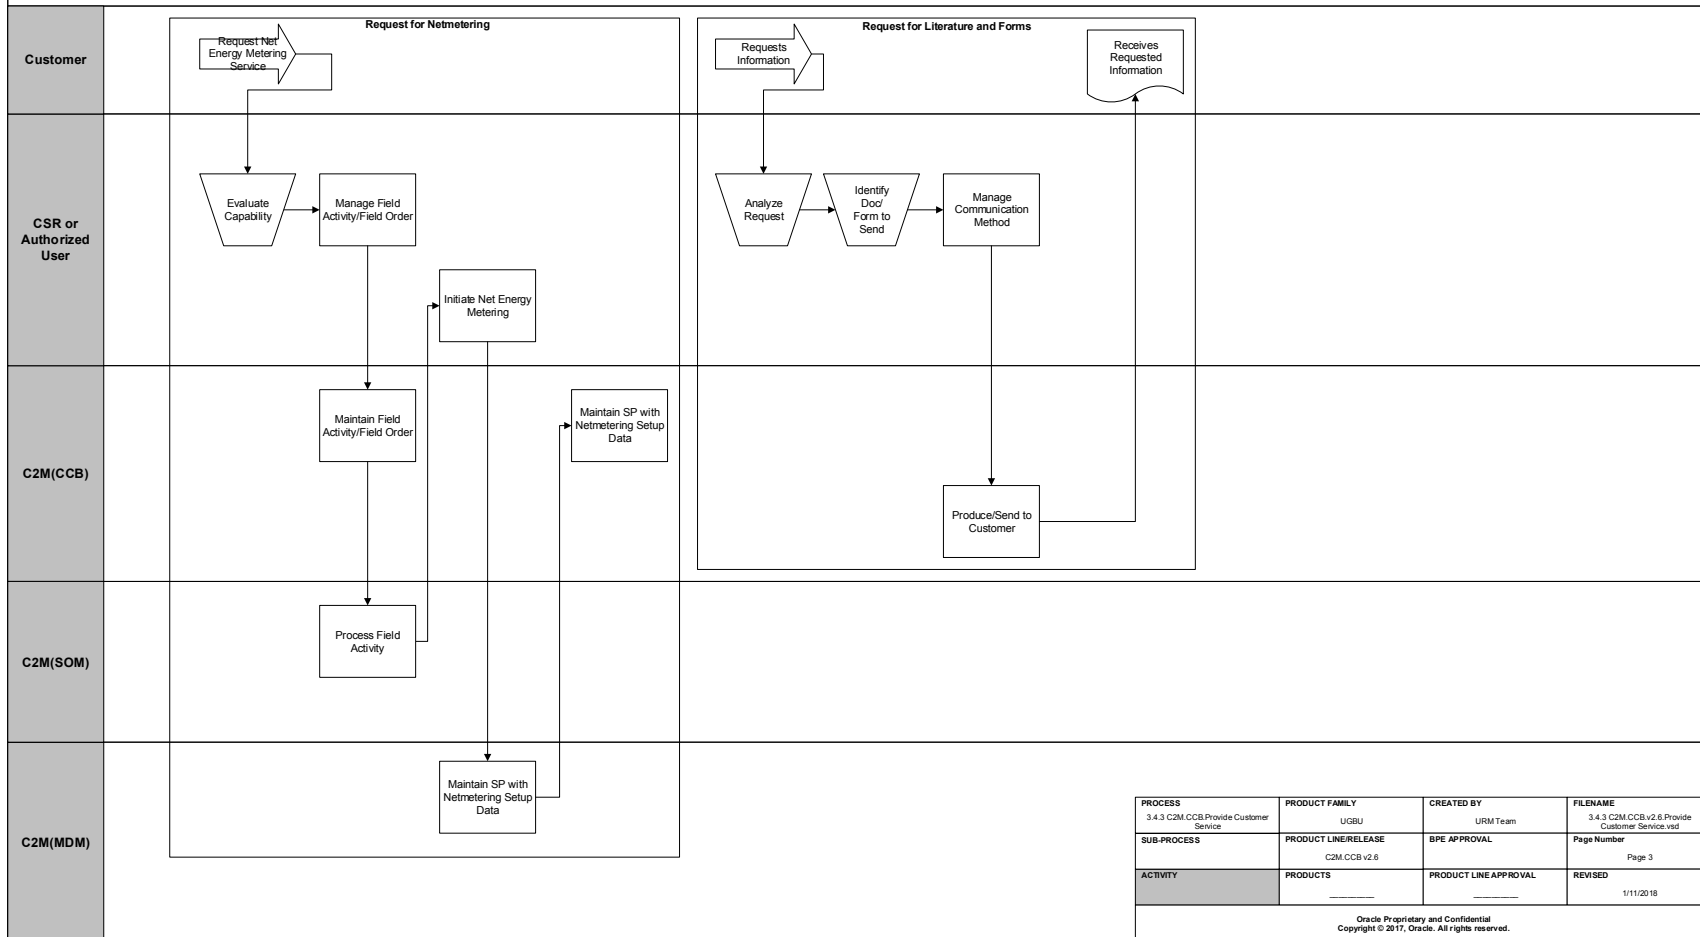 Request for Netmetering
Request for Literature and Forms
Customer
Request Net
Energy Metering
Service
Requests
Information
Receives
Requested
Information
CSR or
Authorized
User
Evaluate
Capability
Manage Field
Activity/Field Order
Analyze
Request
Identify
Doc/
Form to
Send
Manage
Communication
Method
Initiate Net Energy
Metering
C2M(CCB)
Maintain Field
Activity/Field Order
Maintain SP with
Netmetering Setup
Data
Produce/Send to
Customer
C2M(SOM)
Process Field
Activity
C2M(MDM)
Maintain SP with
Netmetering Setup
Data
PROCESS
3.4.3 C2M.CCB.Provide Customer
Service
PRODUCT FAMILY
UGBU
CREATED BY
URM Team
FILENAME
3.4.3 C2M.CCB.v2.6.Provide
Customer Service.vsd
SUB-PROCESS
PRODUCT LINE/RELEASE
C2M.CCB v2.6
BPE APPROVAL
Page Number
Page 3
ACTIVITY
PRODUCTS
PRODUCT LINE APPROVAL
REVISED
1/11/2018
Oracle Proprietary and Confidential
Copyright © 2017, Oracle. All rights reserved.